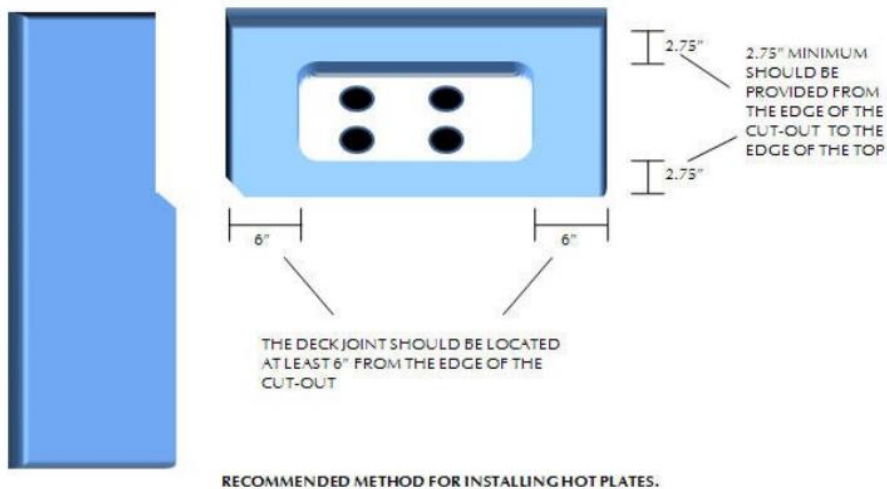 2.75"
2.75" MINIMUM
SHOULD BE
PROVIDED FROM
THE EDGE OF THE
CUT-OUT TO THE
EDGE OF THE TOP
2.75"
6"
6"
THE DECK JOINT SHOULD BE LOCATED
AT LEAST 6" FROM THE EDGE OF THE
CUT-OUT
RECOMMENDED METHOD FOR INSTALLING HOT PLATES.